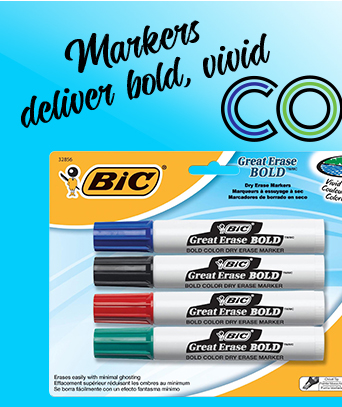 Markers
deliver bold, vivid
CO
32856
BIC
Great Erase
BOLD
Dry Erase Markers
Marqueurs à essuyage à sec
Marcadores de borrado en seco
Vivid
Couleu
Color
BIC
Great Erase BOLD
BOLD COLOR DRY ERASE MARKER
BIC
Great Erase BOLD
BOLD COLOR DRY ERASE MARKER
BIC
Great Erase BOLD
BOLD COLOR DRY ERASE MARKER
BIC
Great Erase BOLD
BOLD COLOR DRY ERASE MARKER
Erases easily with minimal ghosting
Effacement supérieur réduisant les ombres au minimum
Se borra fácilmente con un efecto fantasma mínimo